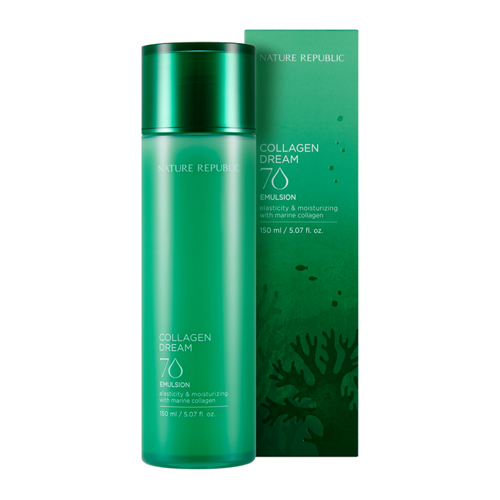 NATURE REPUBLIC
COLLAGEN
DREAM
70
EMULSION
elasticity & moisturizing
with marine collagen
150 ml / 5.07 fl. oz.
NATURE REPUBLIC
COLLAGEN
DREAM
70
EMULSION
elasticity & moisturizing
with marine collagen
150 ml / 5.07 fl. oz.